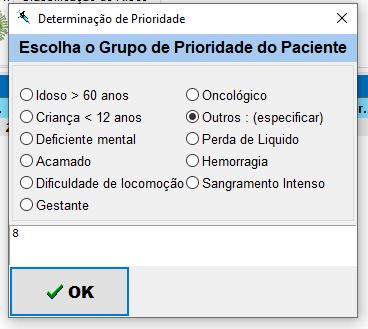 Determinação de Prioridade
Escolha o Grupo de Prioridade do Paciente
Idoso > 60 anos
Criança < 12 anos
Deficiente mental
Acamado
Dificuldade de locomoção
Gestante
Oncológico
Outros : (especificar)
Perda de Liquido
Hemorragia
Sangramento Intenso
8
OK